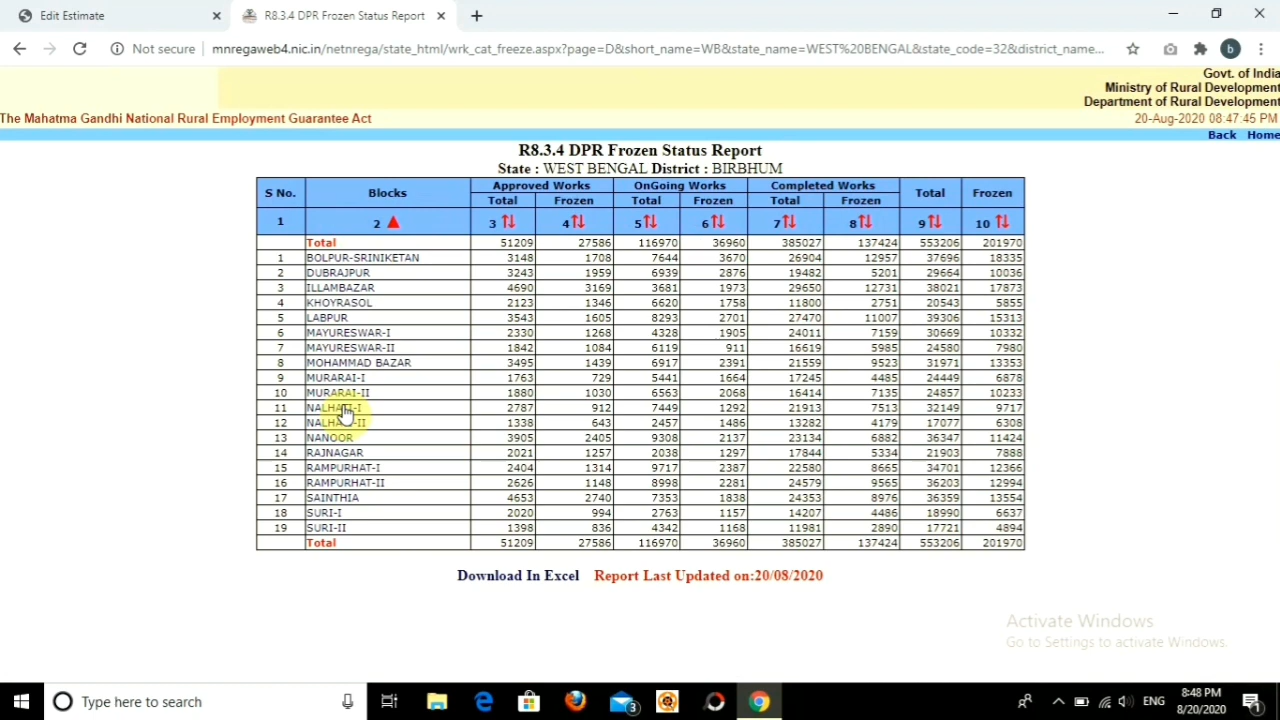 Edit Estimate
R8.3.4 DPR Frozen Status Report
Not secure mnregaweb4.nic.in/netnrega/state_html/wrk_cat_freeze.aspx?page=D&short_name=WB&state_name=WEST%20BENGAL&state_code=32&district_name... b
Govt. of India
Ministry of Rural Development
Department of Rural Development
The Mahatma Gandhi National Rural Employment Guarantee Act 20-Aug-2020 08:47:45 PM
Back Home
R8.3.4 DPR Frozen Status Report
State : WEST BENGAL District : BIRBHUM
S No. Blocks Approved Works OnGoing Works Completed Works Total Frozen
Total Frozen Total Frozen Total Frozen
1 2 3 4 5 6 7 8 9 10
Total 51209 27586 116970 36960 385027 137424 553206 201970
1 BOLPUR-SRINIKETAN 3148 1708 7644 3670 26904 12957 37696 18335
2 DUBRAJPUR 3243 1959 6939 2876 19482 5201 29664 10036
3 ILLAMBAZAR 4690 3169 3681 1973 29650 12731 38021 17873
4 KHOYRASOL 2123 1346 6620 1758 11800 2751 20543 5855
5 LABPUR 3543 1605 8293 2701 27470 11007 39306 15313
6 MAYURESWAR-I 2330 1268 4328 1905 24011 7159 30669 10332
7 MAYURESWAR-II 1842 1084 6119 911 16619 5985 24580 7980
8 MOHAMMAD BAZAR 3495 1439 6917 2391 21559 9523 31971 13353
9 MURARAI-I 1763 729 5441 1664 17245 4485 24449 6878
10 MURARAI-II 1880 1030 6563 2068 16414 7135 24857 10233
11 NALHATI-I 2787 912 7449 1292 21913 7513 32149 9717
12 NALHATI-II 1338 643 2457 1486 13282 4179 17077 6308
13 NANOOR 3905 2405 9308 2137 23134 6882 36347 11424
14 RAJNAGAR 2021 1257 2038 1297 17844 5334 21903 7888
15 RAMPURHAT-I 2404 1314 9717 2387 22580 8665 34701 12366
16 RAMPURHAT-II 2626 1148 8998 2281 24579 9565 36203 12994
17 SAINTHIA 4653 2740 7353 1838 24353 8976 36359 13554
18 SURI-I 2020 994 2763 1157 14207 4486 18990 6637
19 SURI-II 1398 836 4342 1168 11981 2890 17721 4894
Total 51209 27586 116970 36960 385027 137424 553206 201970
Download In Excel Report Last Updated on:20/08/2020
Activate Windows
Go to Settings to activate Windows.
Type here to search 3 ENG 8:48 PM
8/20/2020 1